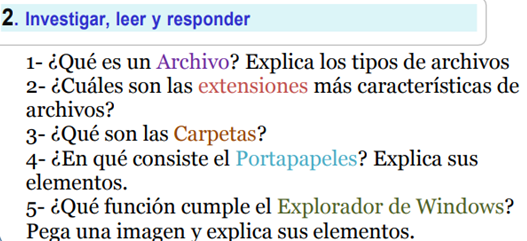 2. Investigar, leer y responder
1- ¿Qué es un Archivo? Explica los tipos de archivos
2- ¿Cuáles son las extensiones más características de
archivos?
3- ¿Qué son las Carpetas?
4- ¿En qué consiste el Portapapeles? Explica sus
elementos.
5- ¿Qué función cumple el Explorador de Windows?
Pega una imagen y explica sus elementos.